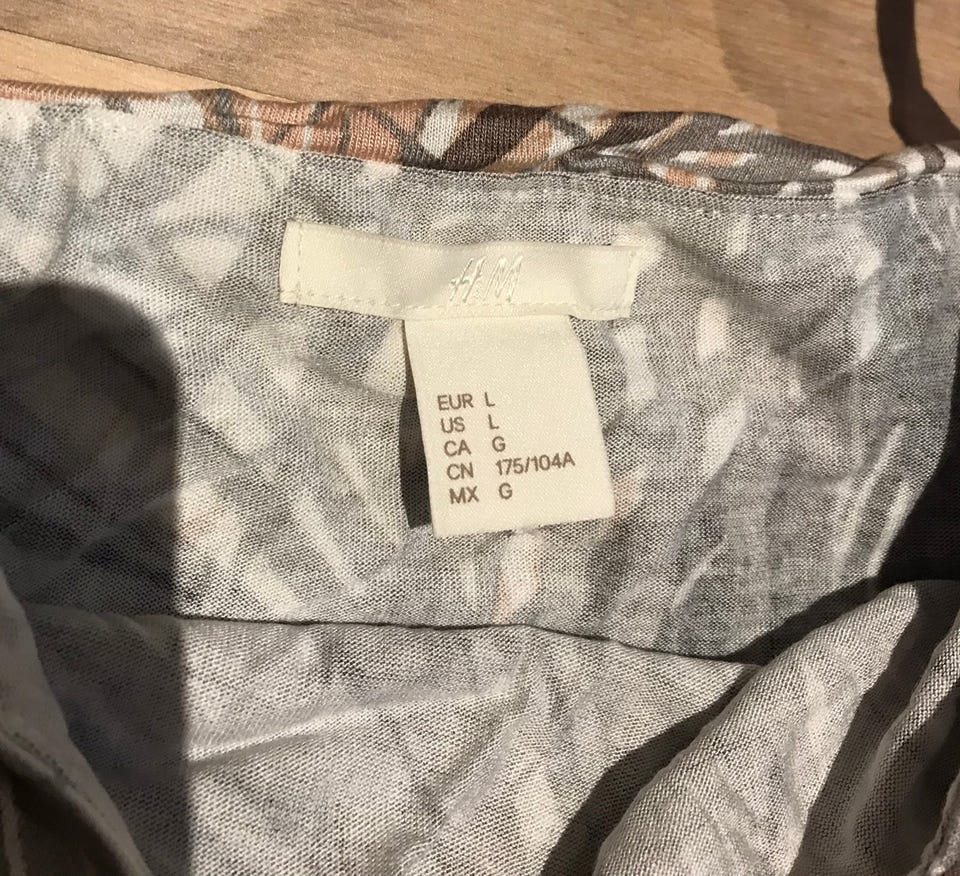 H&M
EUR L
US L
CA G
CN 175/104A
MX G